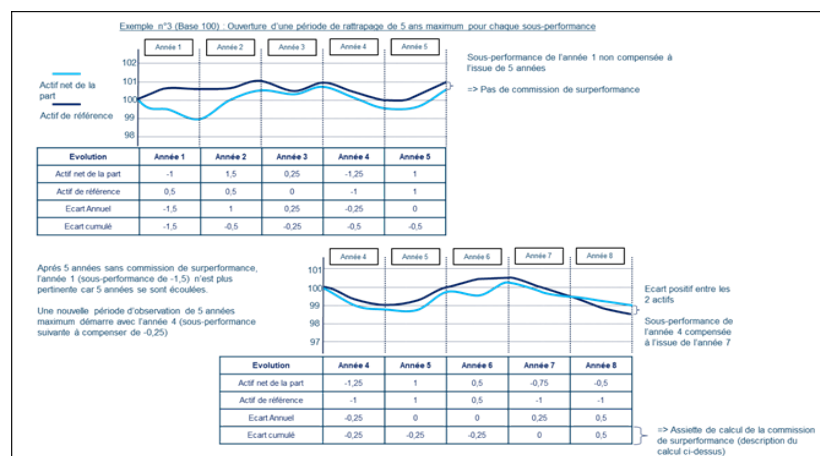 Exemple n°3 (Base 100) : Ouverture d'une période de rattrapage de 5 ans maximum pour chaque sous-performance
Année 1 Année 2 Année 3 Année 4 Année 5
102
101
100
99
98
Actif net de la
part
Actif de référence
Sous-performance de l'année 1 non compensée à
l'issue de 5 années
=> Pas de commission de surperformance
Evolution Année 1 Année 2 Année 3 Année 4 Année 5
Actif net de la part -1 1,5 0,25 -1,25 1
Actif de référence 0,5 0,5 0 -1 1
Ecart Annuel -1,5 1 0,25 -0,25 0
Ecart cumulé -1,5 -0,5 -0,25 -0,5 -0,5
Après 5 années sans commission de surperformance,
l'année 1 (sous-performance de -1,5) n'est plus
pertinente car 5 années se sont écoulées.
Une nouvelle période d'observation de 5 années
maximum démarre avec l'année 4 (sous-performance
suivante à compenser de -0,25)
Année 4 Année 5 Année 6 Année 7 Année 8
101
100
99
98
97
Ecart positif entre les
2 actifs
Sous-performance de
l'année 4 compensée
à l'issue de l'année 7
Evolution Année 4 Année 5 Année 6 Année 7 Année 8
Actif net de la part -1,25 1 0,5 -0,75 -0,5
Actif de référence -1 1 0,5 -1 -1
Ecart Annuel -0,25 0 0 0,25 0,5
Ecart cumulé -0,25 -0,25 -0,25 0 0,5
=> Assiette de calcul de la commission
de surperformance (description du
calcul ci-dessus)